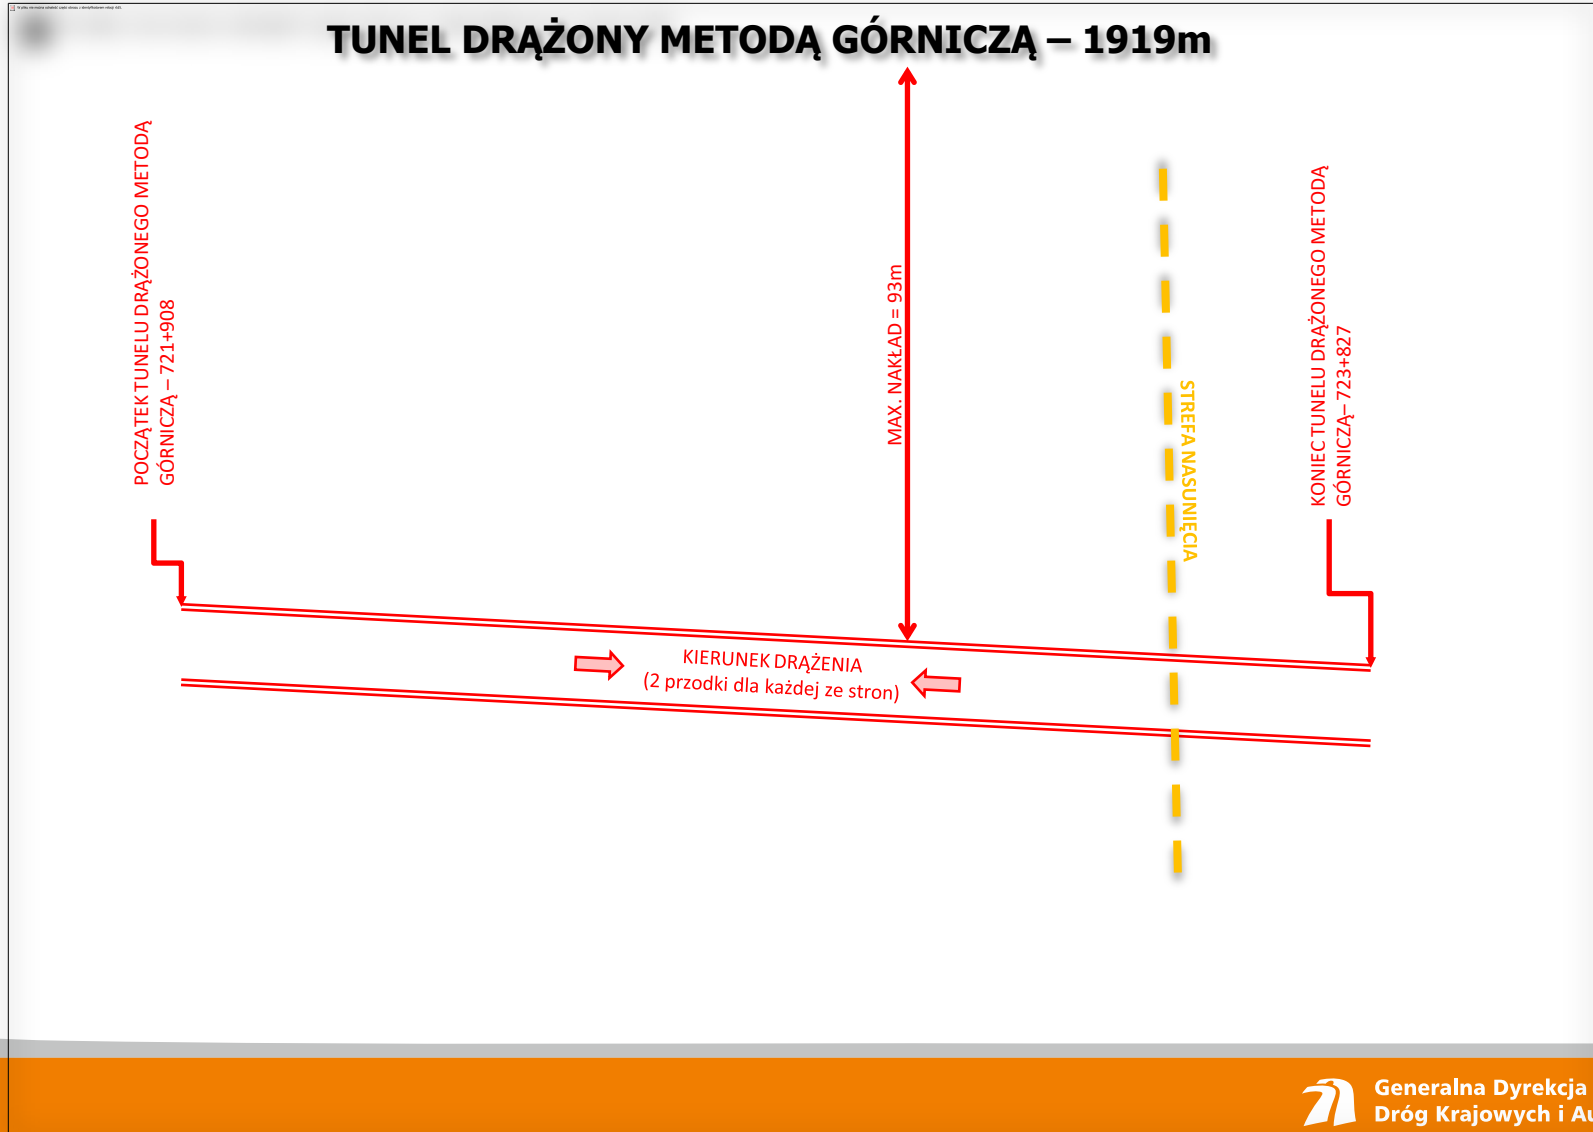 TUNEL DRĄŻONY METODĄ GÓRNICZĄ – 1919m
POCZĄTEK TUNELU DRĄŻONEGO METODĄ
GÓRNICZĄ – 721+908
MAX. NAKŁAD = 93m
STREFA NASUNIĘCIA
KONIEC TUNELU DRĄŻONEGO METODĄ
GÓRNICZĄ– 723+827
KIERUNEK DRĄŻENIA
(2 przodki dla każdej ze stron)
Generalna Dyrekcja
Dróg Krajowych i Au